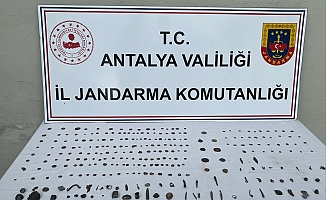 T.C.
ANTALYA VALİLİĞİ
İL JANDARMA KOMUTANLIĞI